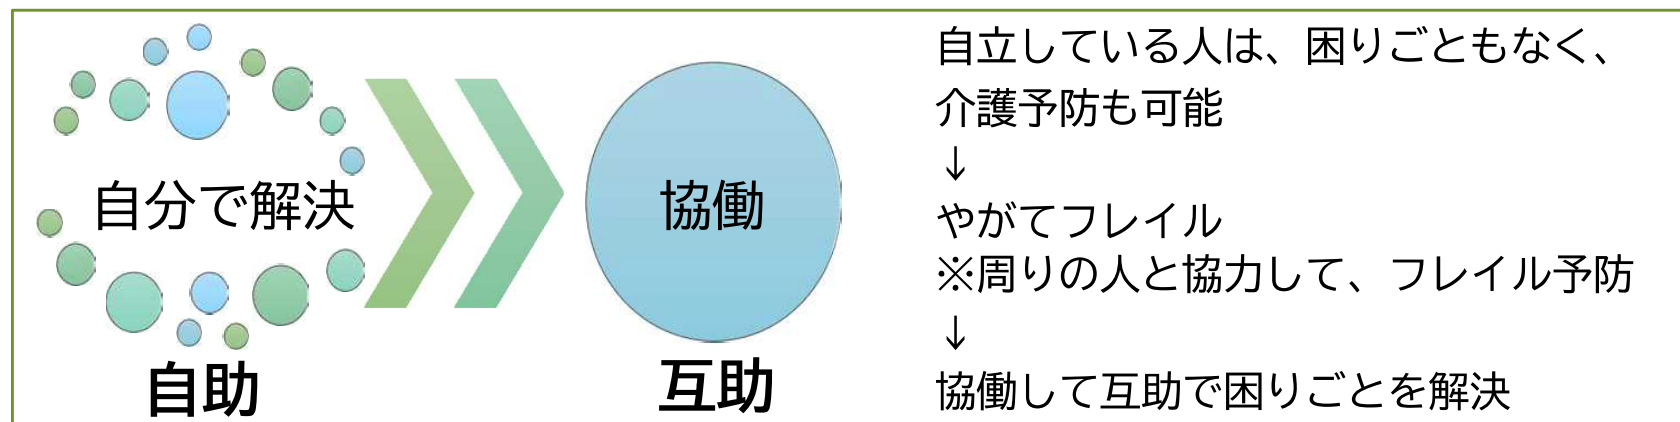 自分で解決
自助
協働
互助
自立している人は、困りごともなく、
介護予防も可能
↓
やがてフレイル
※周りの人と協力して、フレイル予防
↓
協働して互助で困りごとを解決